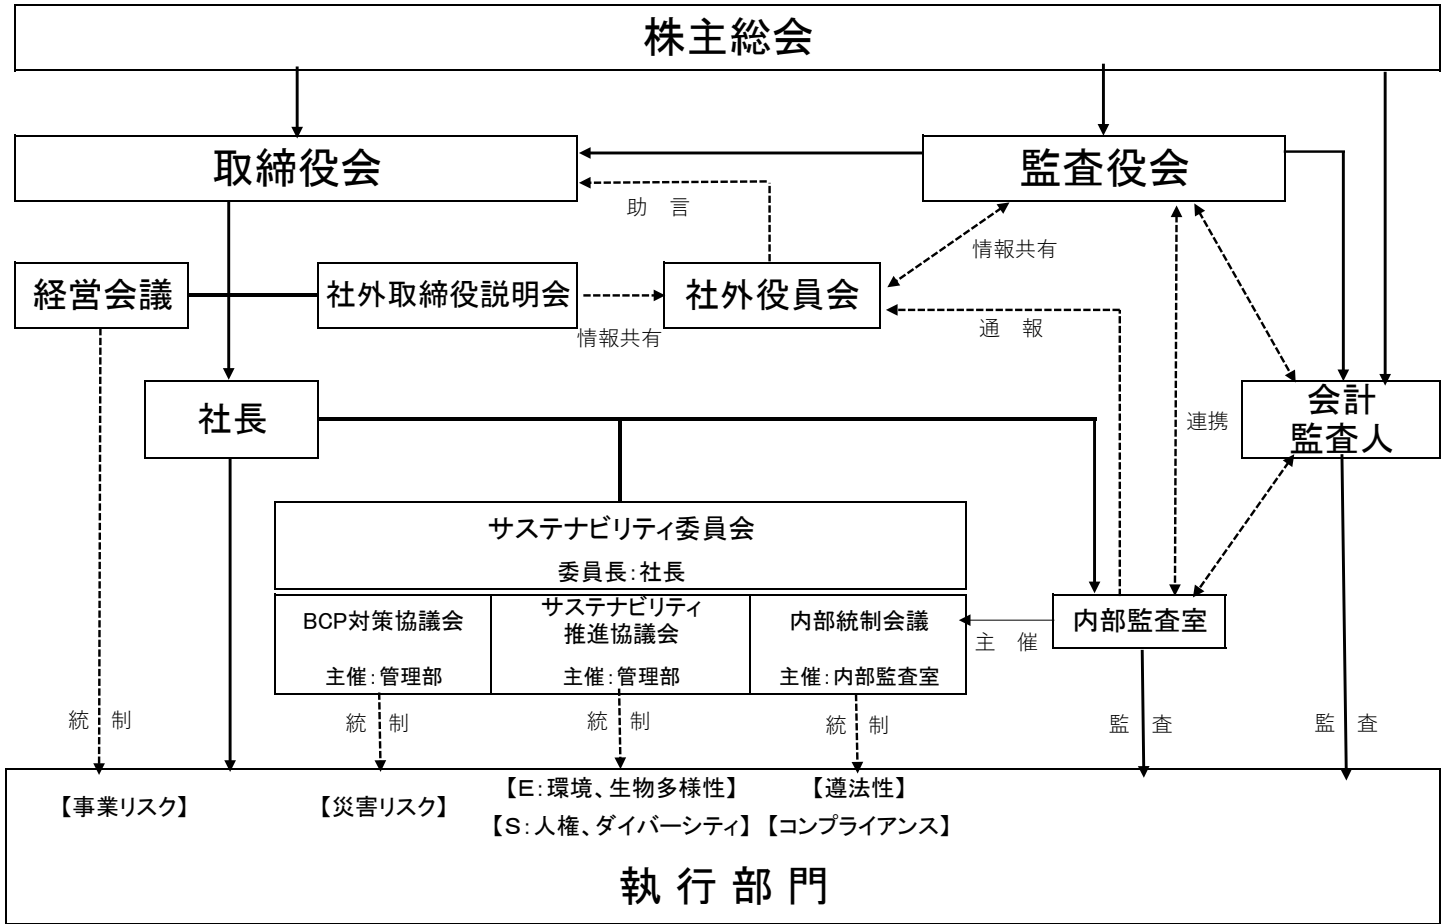 株主総会
取締役会
監査役会
助　言
情報共有
経営会議
社外取締役説明会
社外役員会
情報共有
通　報
社長
会計
監査人
連携
サステナビリティ委員会
委員長:社長
BCP対策協議会
主催:管理部
サステナビリティ
推進協議会
主催:管理部
内部統制会議
主催:内部監査室
主　催
内部監査室
統　制
統　制
統　制
統　制
監　査
監　査
【事業リスク】
【災害リスク】
【E:環境、生物多様性】
【遵法性】
【S:人権、ダイバーシティ】
【コンプライアンス】
執行部門